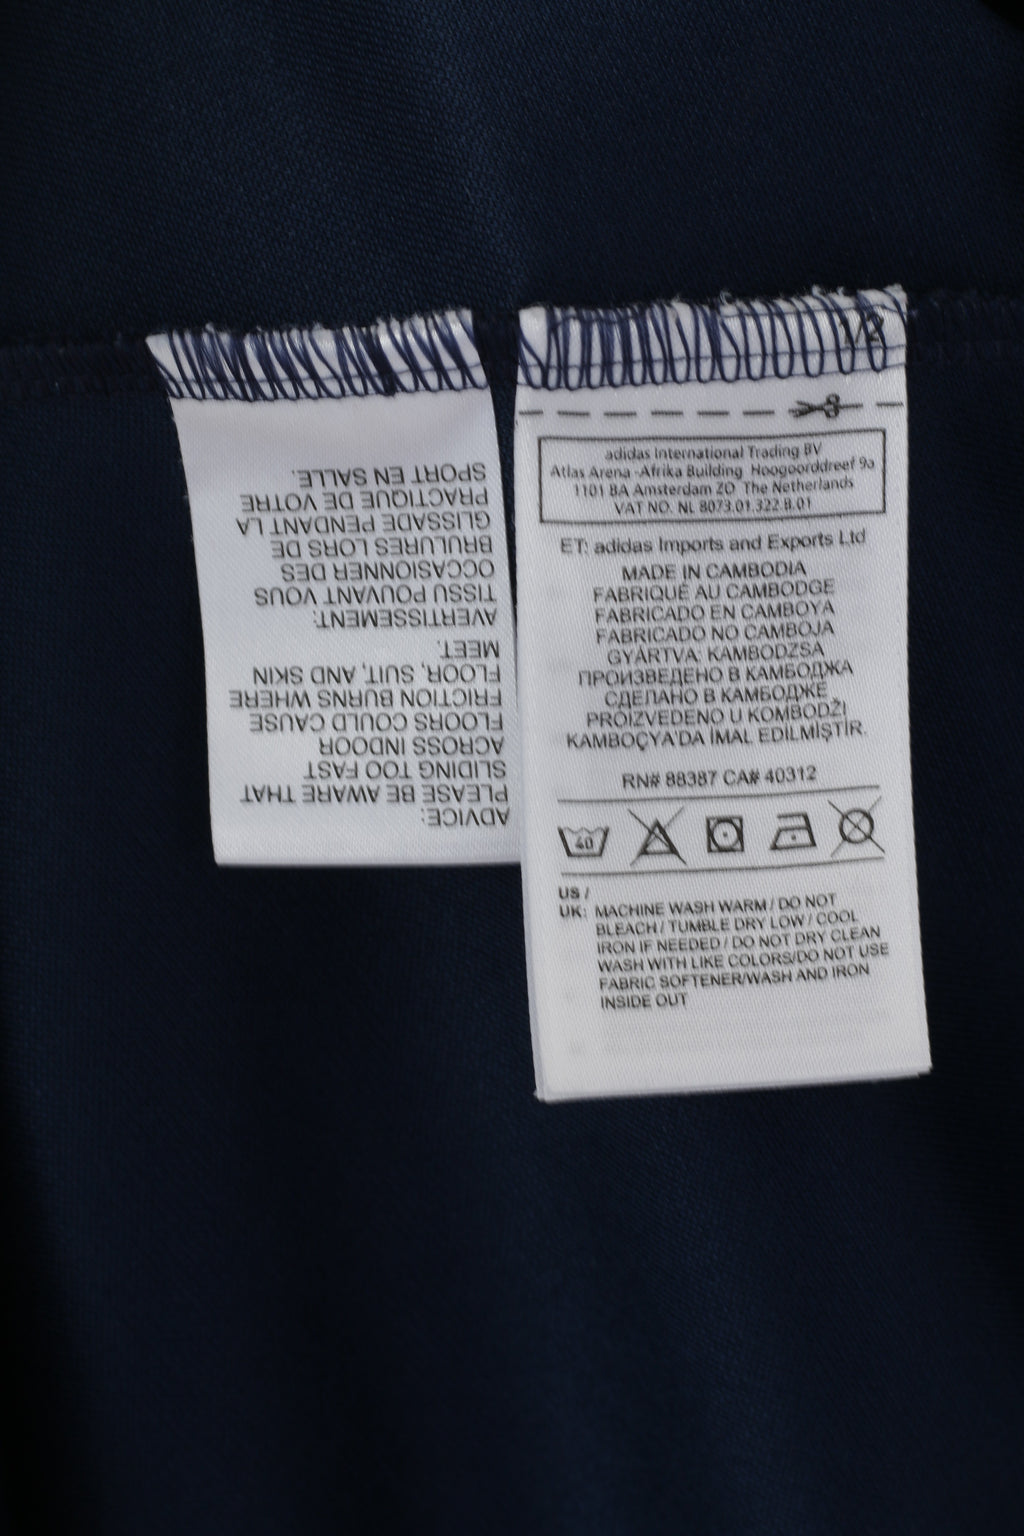 ADVICE:
PLEASE BE AWARE THAT
SLIDING TOO FAST
ACROSS INDOOR
FLOORS COULD CAUSE
FRICTION BURNS WHERE
FLOOR, SUIT, AND SKIN
MEET.
AVERTISSEMENT:
TISSU POUVANT VOUS
OCCASIONNER DES
BRULURES LORS DE
GLISSADE PENDANT LA
PRACTIQUE DE VOTRE
SPORT EN SALLE.
1/2
adidas International Trading BV
Atlas Arena -Afrika Building Hoogoorddreef 9a
1101 BA Amsterdam ZO The Netherlands
VAT NO. NL 8073.01.322.B.01
ET: adidas Imports and Exports Ltd
MADE IN CAMBODIA
FABRIQUÉ AU CAMBODGE
FABRICADO EN CAMBOYA
FABRICADO NO CAMBOJA
GYÁRTVA: KAMBODZSA
ПРОИЗВЕДЕНО В КАМБОДЖА
СДЕЛАНО В КАМБОДЖЕ
PROIZVEDENO U KOMBODŽI
KAMBOÇYA'DA İMAL EDİLMİŞTİR.
RN# 88387 CA# 40312
40
US /
UK: MACHINE WASH WARM / DO NOT
BLEACH / TUMBLE DRY LOW / COOL
IRON IF NEEDED / DO NOT DRY CLEAN
WASH WITH LIKE COLORS/DO NOT USE
FABRIC SOFTENER/WASH AND IRON
INSIDE OUT